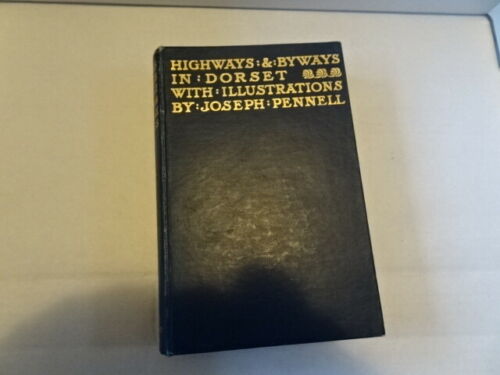 HIGHWAYS:&:BYWAYS
IN:DORSET
WITH:ILLUSTRATIONS
BY:JOSEPH:PENNELL